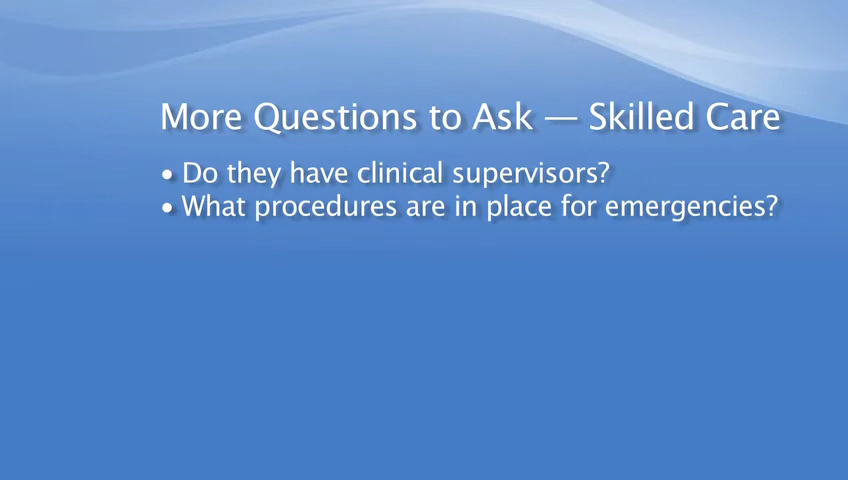 More Questions to Ask — Skilled Care
• Do they have clinical supervisors?
• What procedures are in place for emergencies?